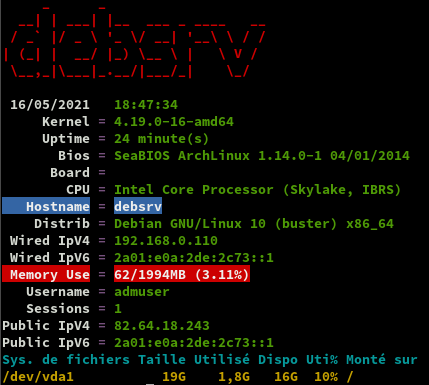 debsrv
16/05/2021 18:47:34
Kernel = 4.19.0-16-amd64
Uptime = 24 minute(s)
Bios = SeaBIOS ArchLinux 1.14.0-1 04/01/2014
Board =
CPU = Intel Core Processor (Skylake, IBRS)
Hostname = debsrv
Distrib = Debian GNU/Linux 10 (buster) x86_64
Wired IpV4 = 192.168.0.110
Wired IpV6 = 2a01:e0a:2de:2c73::1
Memory Use = 62/1994MB (3.11%)
Username = admuser
Sessions = 1
Public IpV4 = 82.64.18.243
Public IpV6 = 2a01:e0a:2de:2c73::1
Sys. de fichiers Taille Utilisé Dispo Uti% Monté sur
/dev/vda1 19G 1,8G 16G 10% /